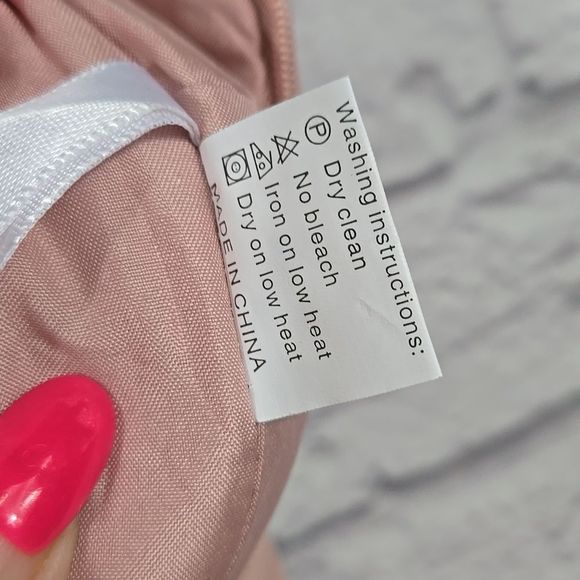 Washing instructions:
P Dry clean
No bleach
Iron on low heat
Dry on low heat
MADE IN CHINA